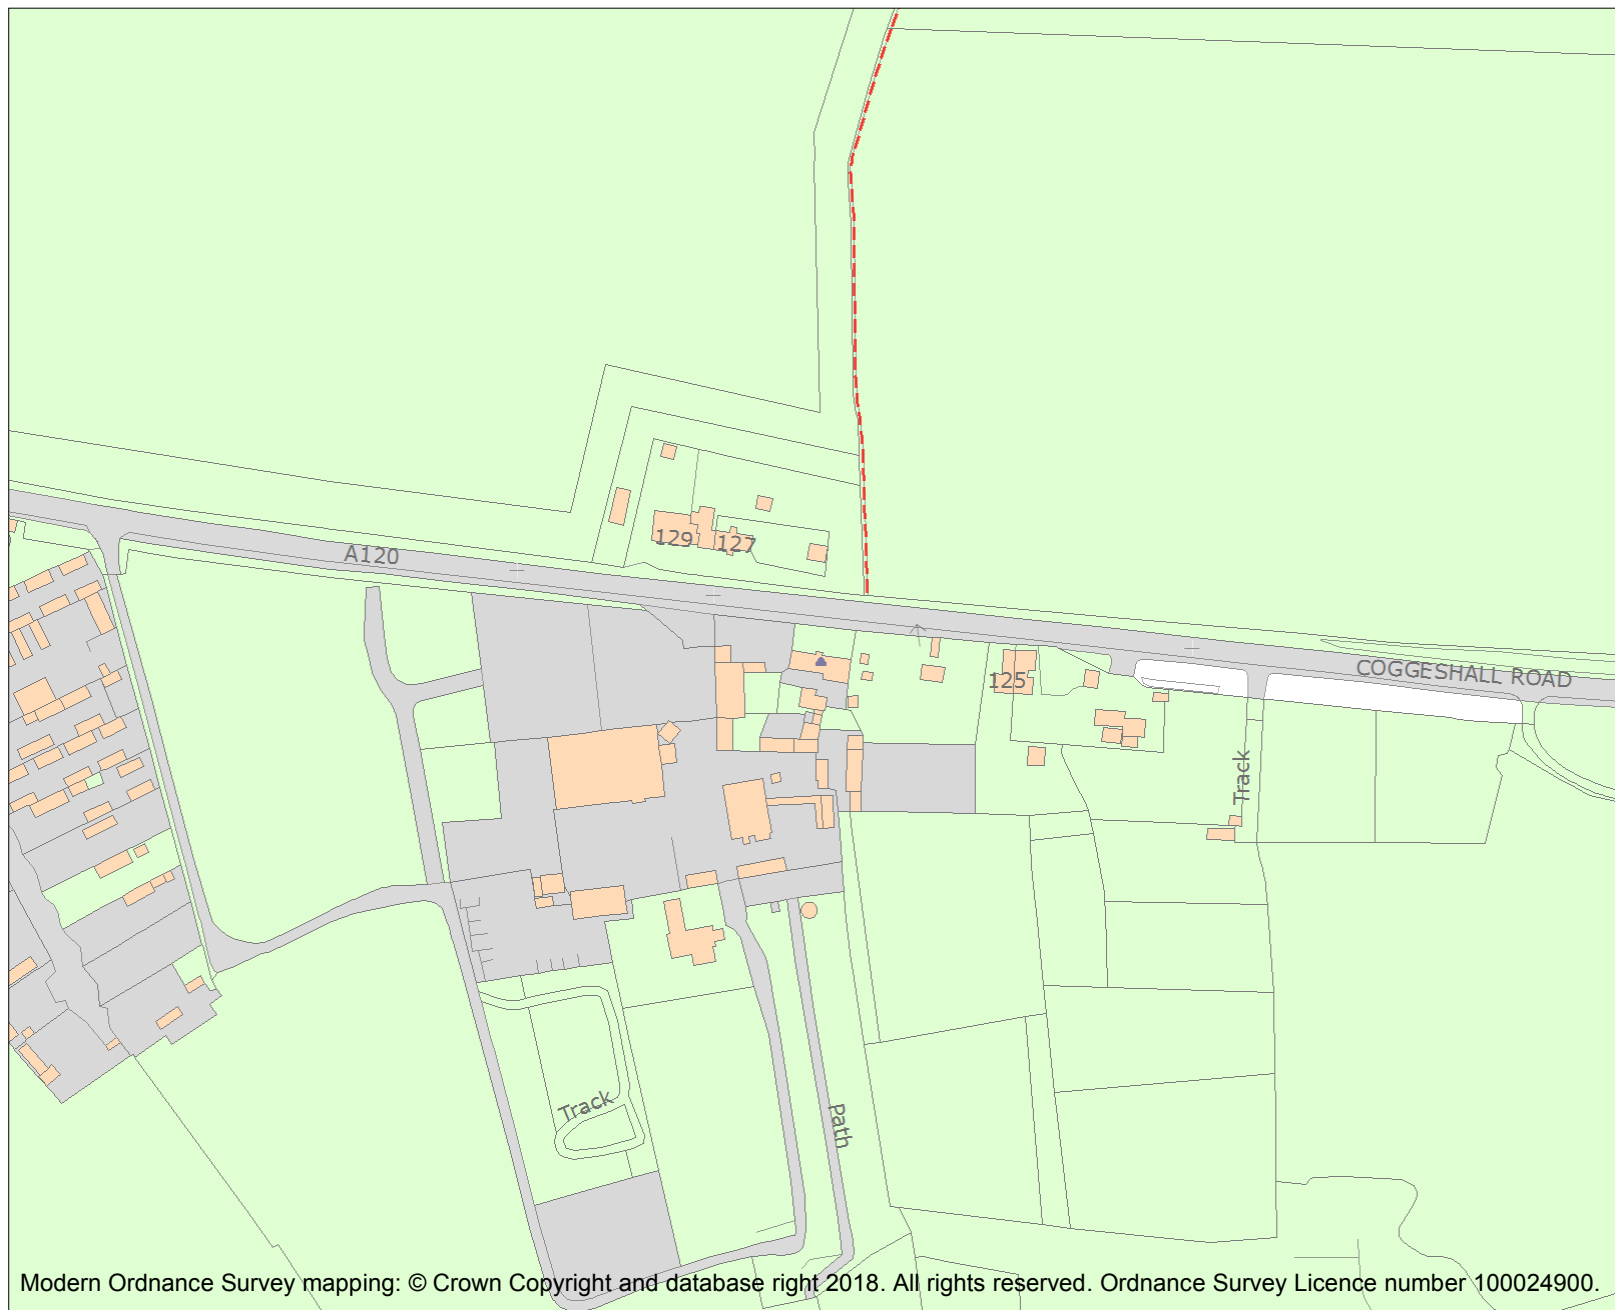 129
127
A120
125
COGGESHALL ROAD
Track
Track
Path
Modern Ordnance Survey mapping: © Crown Copyright and database right 2018. All rights reserved. Ordnance Survey Licence number 100024900.